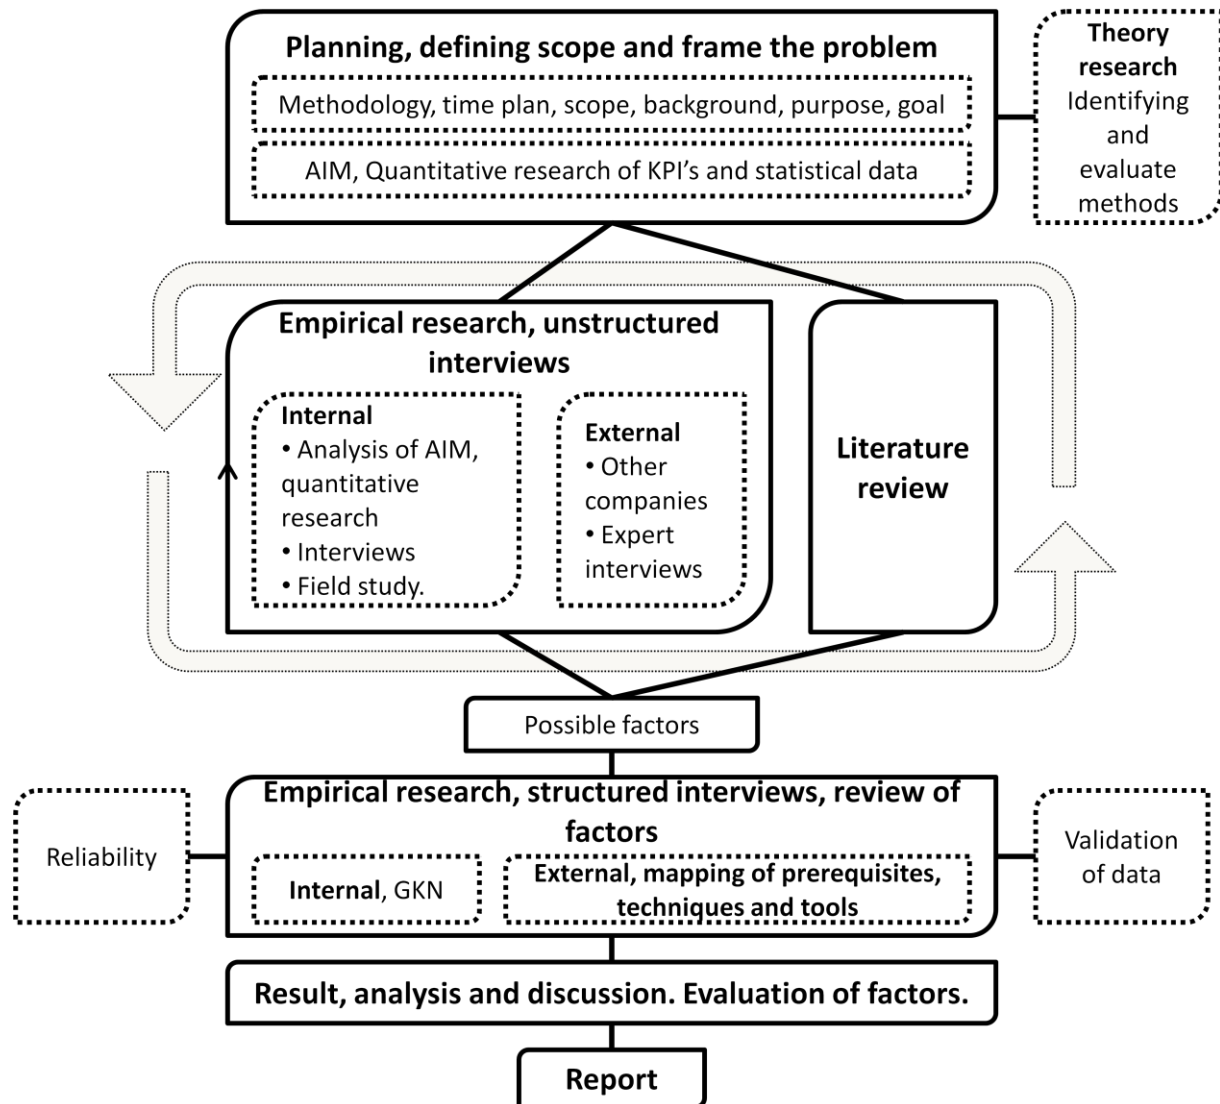 Planning, defining scope and frame the problem
Methodology, time plan, scope, background, purpose, goal
AIM, Quantitative research of KPI's and statistical data
Theory
research
Identifying
and
evaluate
methods
Empirical research, unstructured
interviews
Internal
• Analysis of AIM,
quantitative
research
• Interviews
• Field study.
External
• Other
companies
• Expert
interviews
Literature
review
Possible factors
Empirical research, structured interviews, review of
factors
Reliability
Internal, GKN
External, mapping of prerequisites,
techniques and tools
Validation
of data
Result, analysis and discussion. Evaluation of factors.
Report